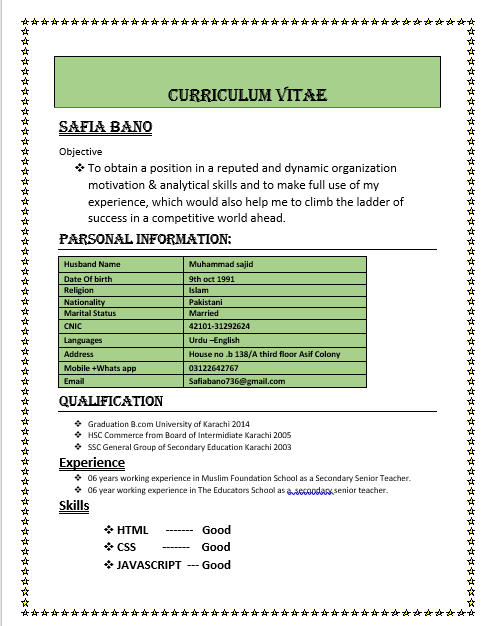 CURRICULUM VITAE
SAFIA BANO
Objective
❖ To obtain a position in a reputed and dynamic organization
motivation & analytical skills and to make full use of my
experience, which would also help me to climb the ladder of
success in a competitive world ahead.
PARSONAL INFORMATION:
Husband Name Muhammad sajid
Date Of birth 9th oct 1991
Religion Islam
Nationality Pakistani
Marital Status Married
CNIC 42101-31292624
Languages Urdu –English
Address House no .b 138/A third floor Asif Colony
Mobile +Whats app 03122642767
Email Safiabano736@gmail.com
QUALIFICATION
❖ Graduation B.com University of Karachi 2014
❖ HSC Commerce from Board of Intermidiate Karachi 2005
❖ SSC General Group of Secondary Education Karachi 2003
Experience
❖ 06 years working experience in Muslim Foundation School as a Secondary Senior Teacher.
❖ 06 year working experience in The Educators School as a secondary senior teacher.
Skills
❖ HTML ------- Good
❖ CSS ------- Good
❖ JAVASCRIPT --- Good